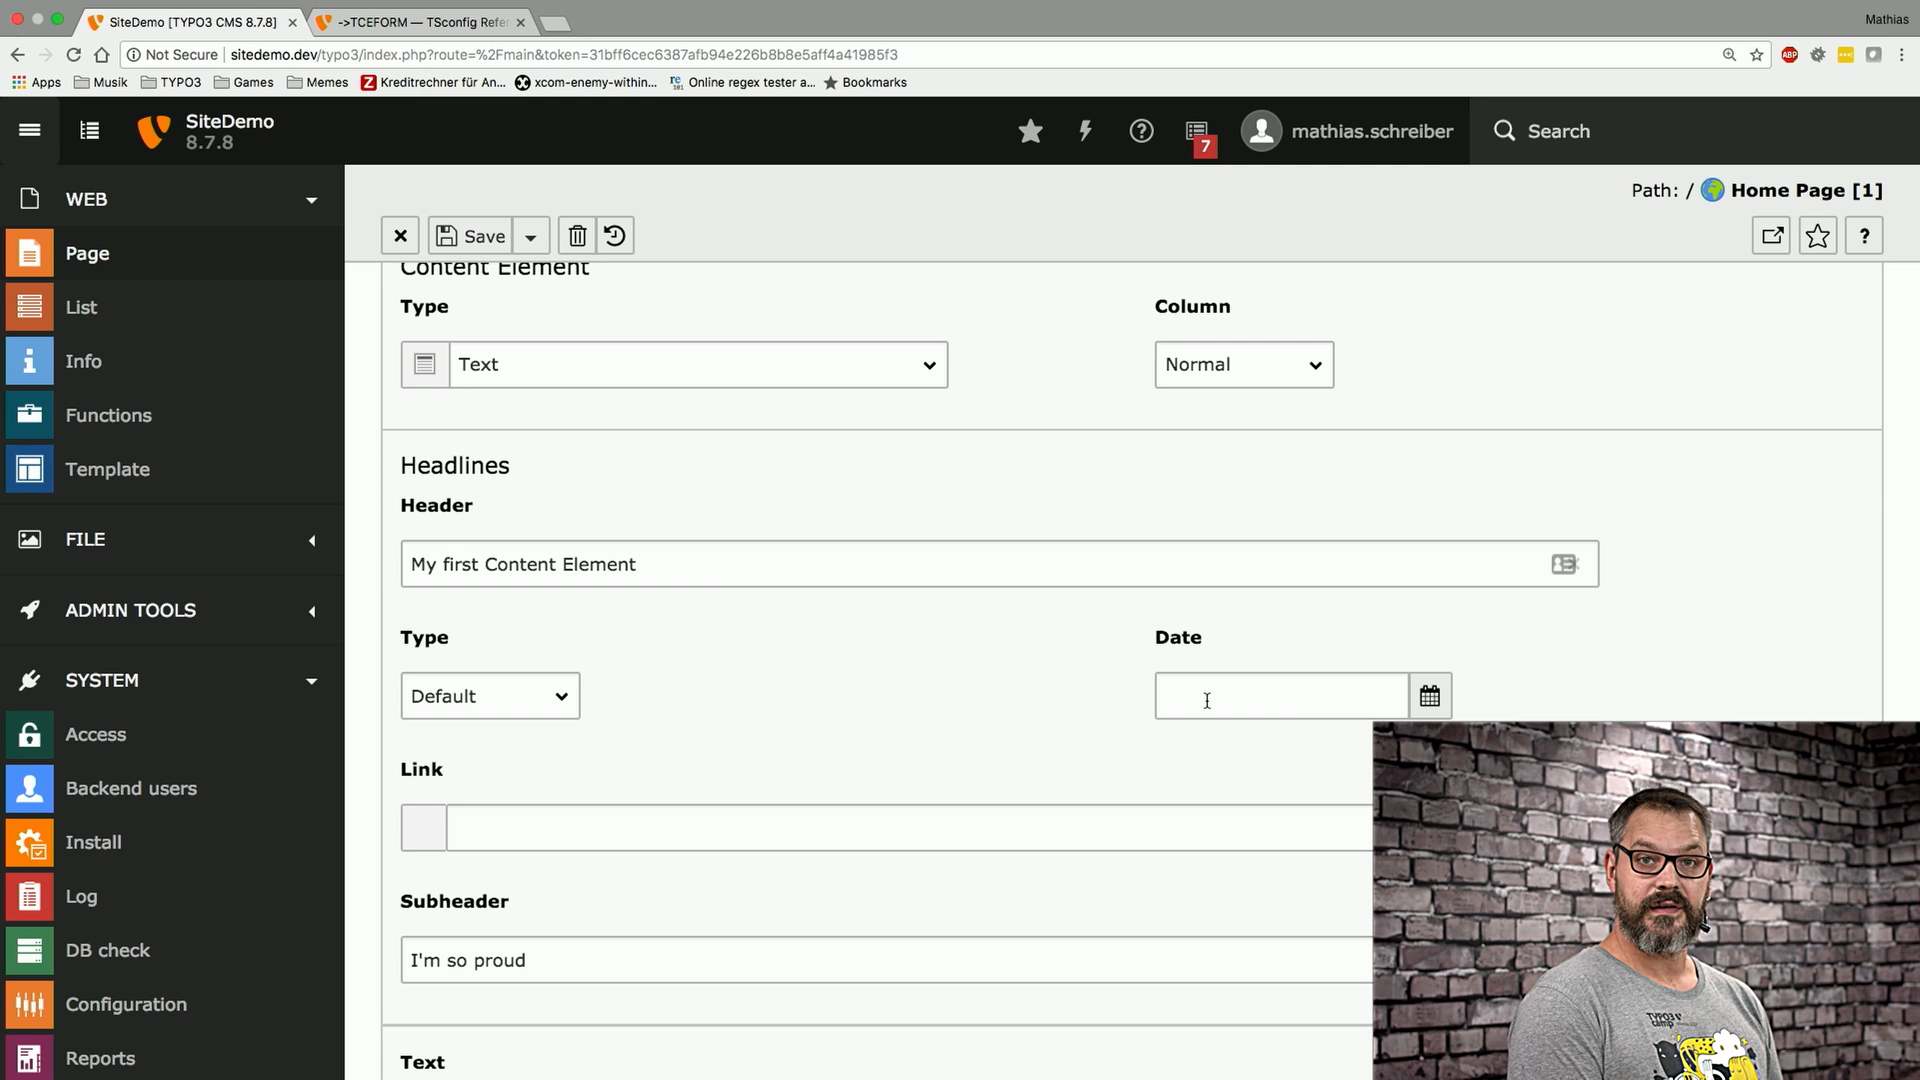 SiteDemo [TYPO3 CMS 8.7.8]
->TCEFORM — TSconfig Refe
Mathias
Not Secure
sitedemo.dev/typo3/index.php?route=%2Fmain&token=31bff6cec6387afb94e226b8b8e5aff4a41985f3
ABP
Apps
Musik
TYPO3
Games
Memes
Z
Kreditrechner für An...
xcom-enemy-within...
Online regex tester a...
Bookmarks
SiteDemo
8.7.8
7
mathias.schreiber
Search
Path: /
Home Page [1]
WEB
Page
List
Info
Functions
Template
FILE
ADMIN TOOLS
SYSTEM
Access
Backend users
Install
Log
DB check
Configuration
Reports
Save
?
Content Element
Type
Column
Text
Normal
Headlines
Header
My first Content Element
Type
Date
Default
Link
Subheader
I'm so proud
Text
TYPO3
camp